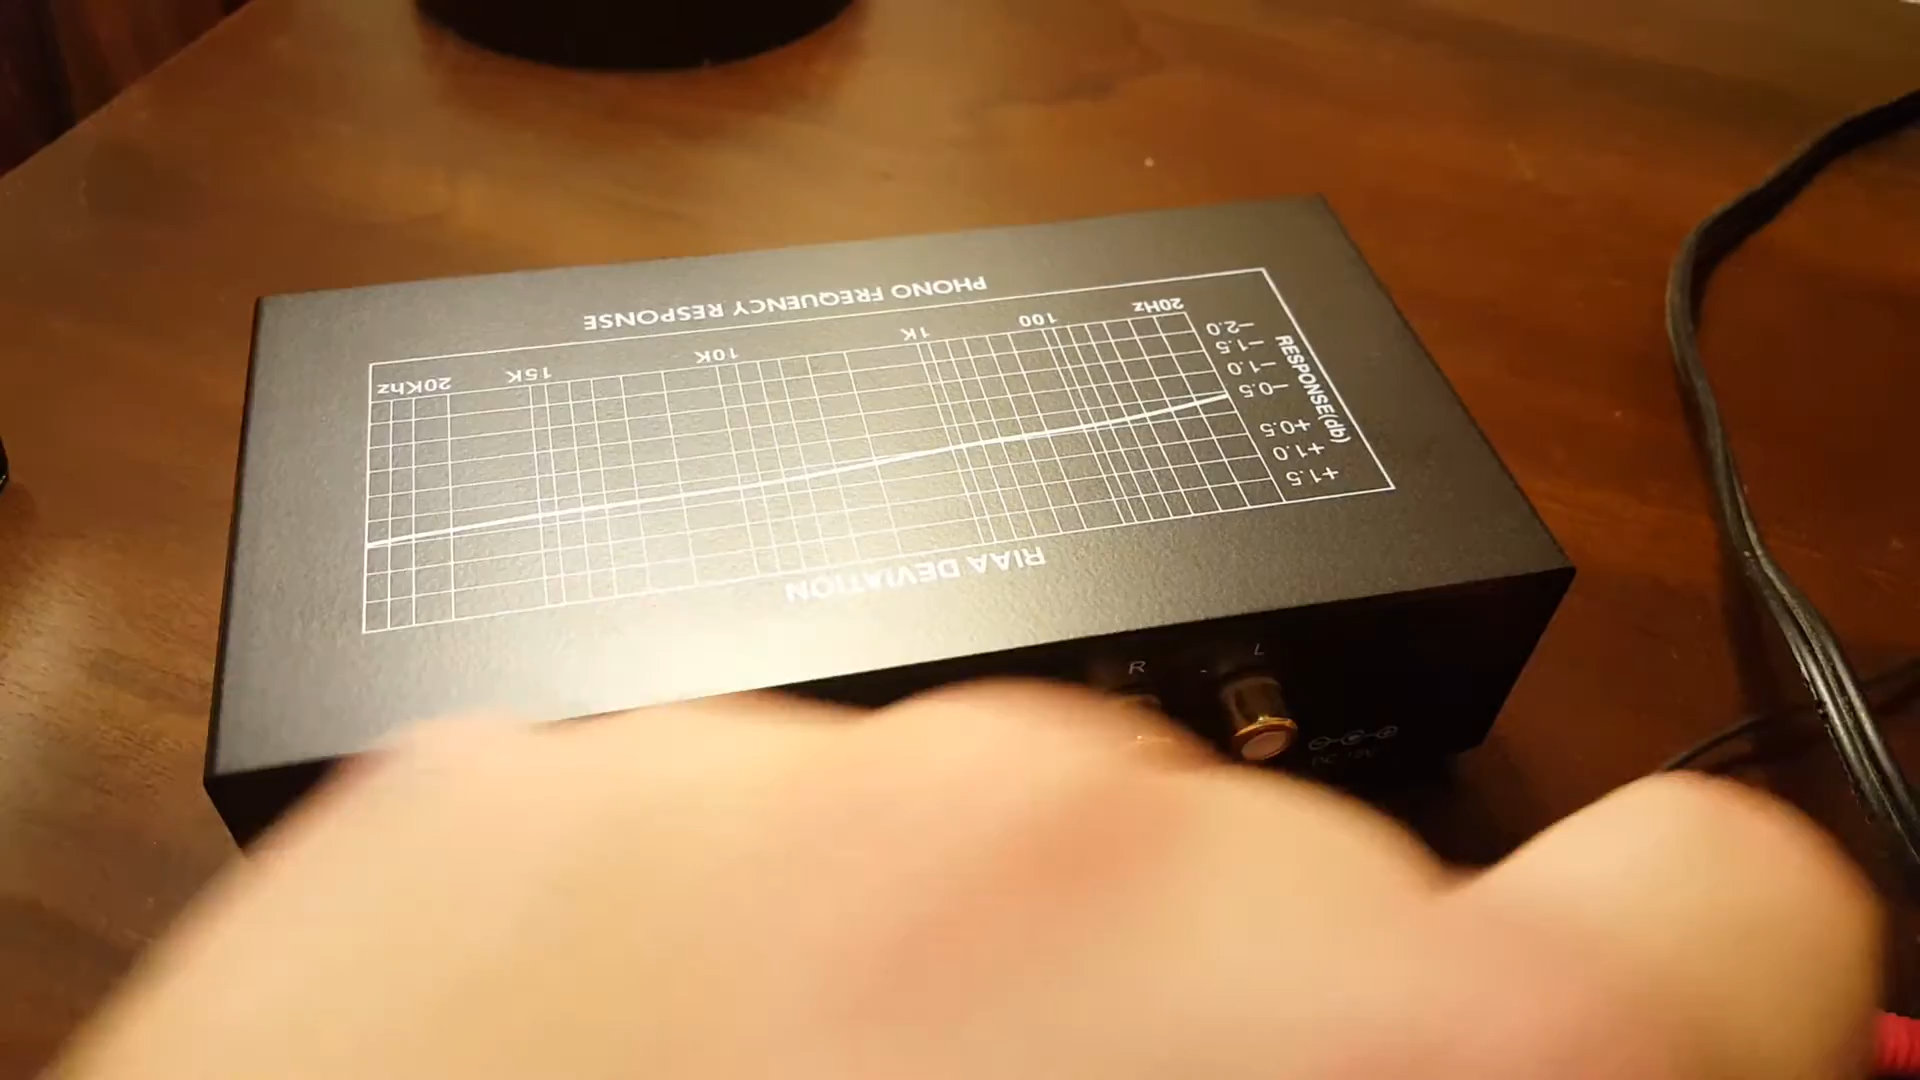 RIAA DEVIATION
RESPONSE(db)
+1.5
+1.0
+0.5
−0.5
−1.0
−1.5
−2.0
20Hz 100 1K 10K 15K 20Khz
PHONO FREQUENCY RESPONSE
R L